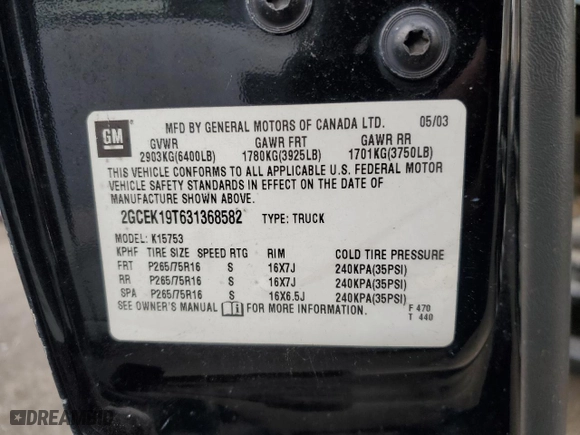 GM
MFD BY GENERAL MOTORS OF CANADA LTD. 05/03
GVWR GAWR FRT GAWR RR
2903KG(6400LB) 1780KG(3925LB) 1701KG(3750LB)
THIS VEHICLE CONFORMS TO ALL APPLICABLE U.S. FEDERAL MOTOR
VEHICLE SAFETY STANDARDS IN EFFECT ON THE DATE OF
MANUFACTURE SHOWN ABOVE.
2GCEK19T631368582 TYPE: TRUCK
MODEL: K15753
KPHF TIRE SIZE SPEED RTG RIM COLD TIRE PRESSURE
FRT P265/75R16 S 16X7J 240KPA(35PSI)
RR P265/75R16 S 16X7J 240KPA(35PSI)
SPA P265/75R16 S 16X6.5J 240KPA(35PSI)
SEE OWNER'S MANUAL FOR MORE INFORMATION.
F 470
T 440
DREAMBID